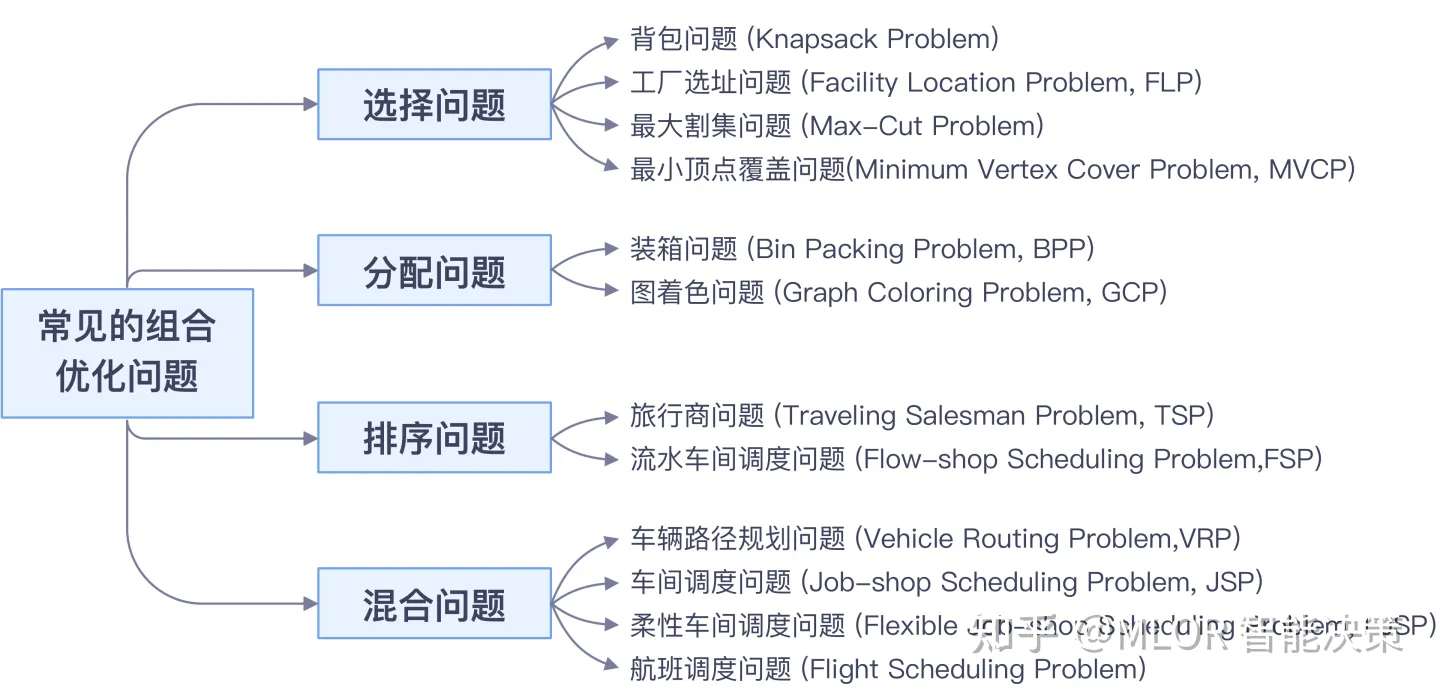 常见的组合
优化问题
选择问题
背包问题 (Knapsack Problem)
工厂选址问题 (Facility Location Problem, FLP)
最大割集问题 (Max-Cut Problem)
最小顶点覆盖问题(Minimum Vertex Cover Problem, MVCP)
分配问题
装箱问题 (Bin Packing Problem, BPP)
图着色问题 (Graph Coloring Problem, GCP)
排序问题
旅行商问题 (Traveling Salesman Problem, TSP)
流水车间调度问题 (Flow-shop Scheduling Problem,FSP)
混合问题
车辆路径规划问题 (Vehicle Routing Problem,VRP)
车间调度问题 (Job-shop Scheduling Problem, JSP)
柔性车间调度问题 (Flexible Job-shop Scheduling Problem, FJSP)
航班调度问题 (Flight Scheduling Problem)
知乎 @MLOR 智能决策